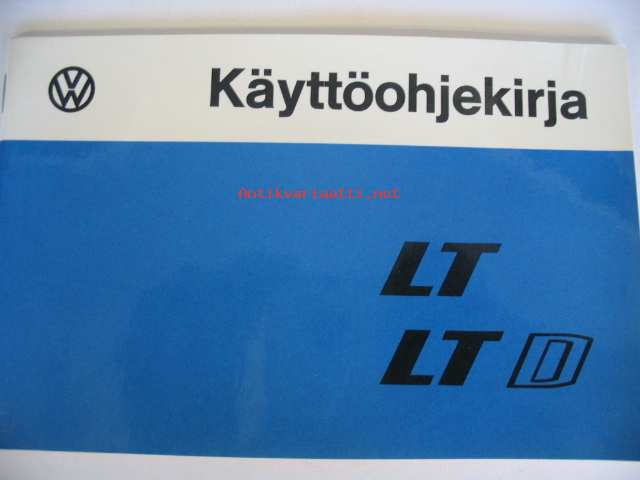 VW Käyttöohjekirja
Antikvariaatti.net
LT
LT D